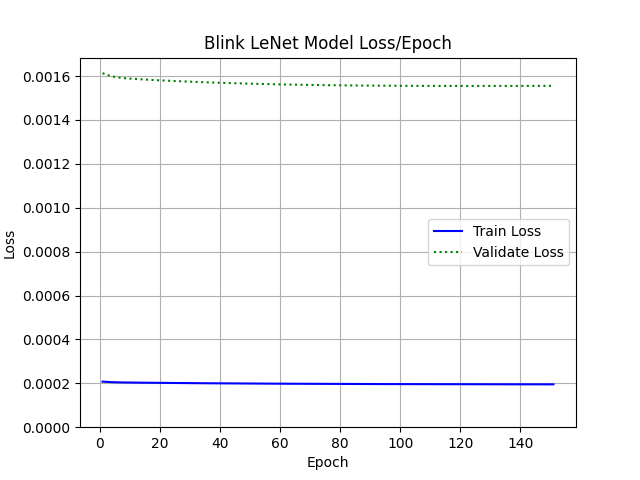 Blink LeNet Model Loss/Epoch
0.0016
0.0014
0.0012
0.0010
0.0008
0.0006
0.0004
0.0002
0.0000
Loss
Train Loss
Validate Loss
0 20 40 60 80 100 120 140
Epoch